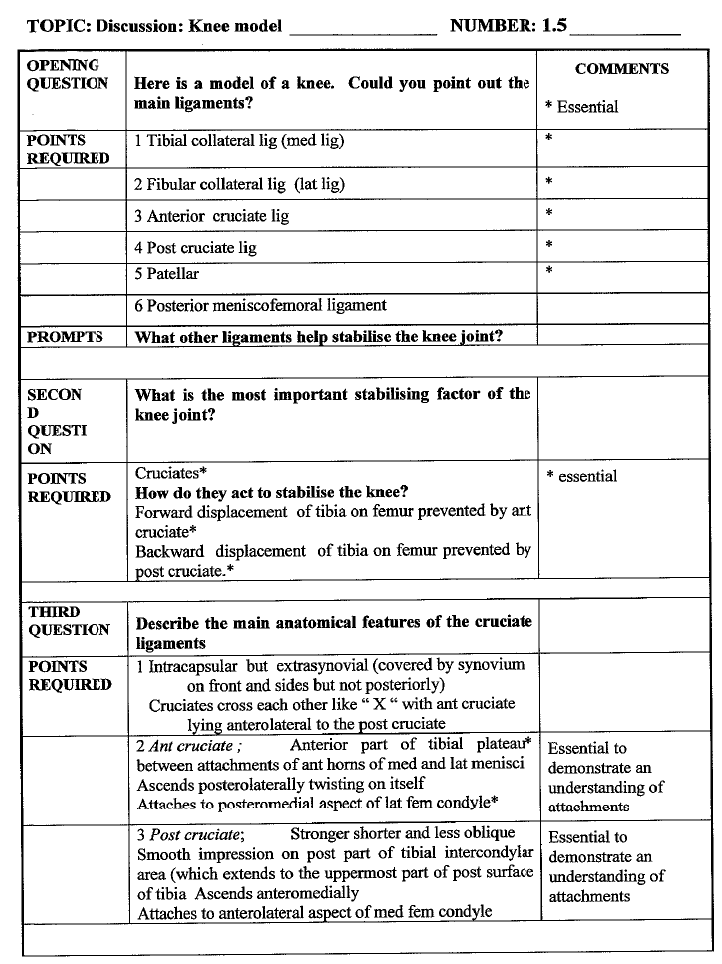 TOPIC: Discussion: Knee model NUMBER: 1.5
OPENING QUESTION
Here is a model of a knee. Could you point out the
main ligaments?
COMMENTS
* Essential
POINTS
REQUIRED
1 Tibial collateral lig (med lig)
*
2 Fibular collateral lig (lat lig)
*
3 Anterior cruciate lig
*
4 Post cruciate lig
*
5 Patellar
*
6 Posterior meniscofemoral ligament
PROMPTS
What other ligaments help stabilise the knee joint?
SECON
D
QUESTI
ON
What is the most important stabilising factor of the
knee joint?
POINTS
REQUIRED
Cruciates*
How do they act to stabilise the knee?
Forward displacement of tibia on femur prevented by art
cruciate*
Backward displacement of tibia on femur prevented by
post cruciate.*
* essential
THIRD
QUESTION
Describe the main anatomical features of the cruciate
ligaments
POINTS
REQUIRED
1 Intracapsular but extrasynovial (covered by synovium
on front and sides but not posteriorly)
Cruciates cross each other like " X " with ant cruciate
lying anterolateral to the post cruciate
2 Ant cruciate ; Anterior part of tibial plateau*
between attachments of ant horns of med and lat menisci
Ascends posterolaterally twisting on itself
Attaches to posteromedial aspect of lat fem condyle*
Essential to
demonstrate an
understanding of
attachments
3 Post cruciate; Stronger shorter and less oblique
Smooth impression on post part of tibial intercondylar
area (which extends to the uppermost part of post surface
of tibia Ascends anteromedially
Attaches to anterolateral aspect of med fem condyle
Essential to
demonstrate an
understanding of
attachments